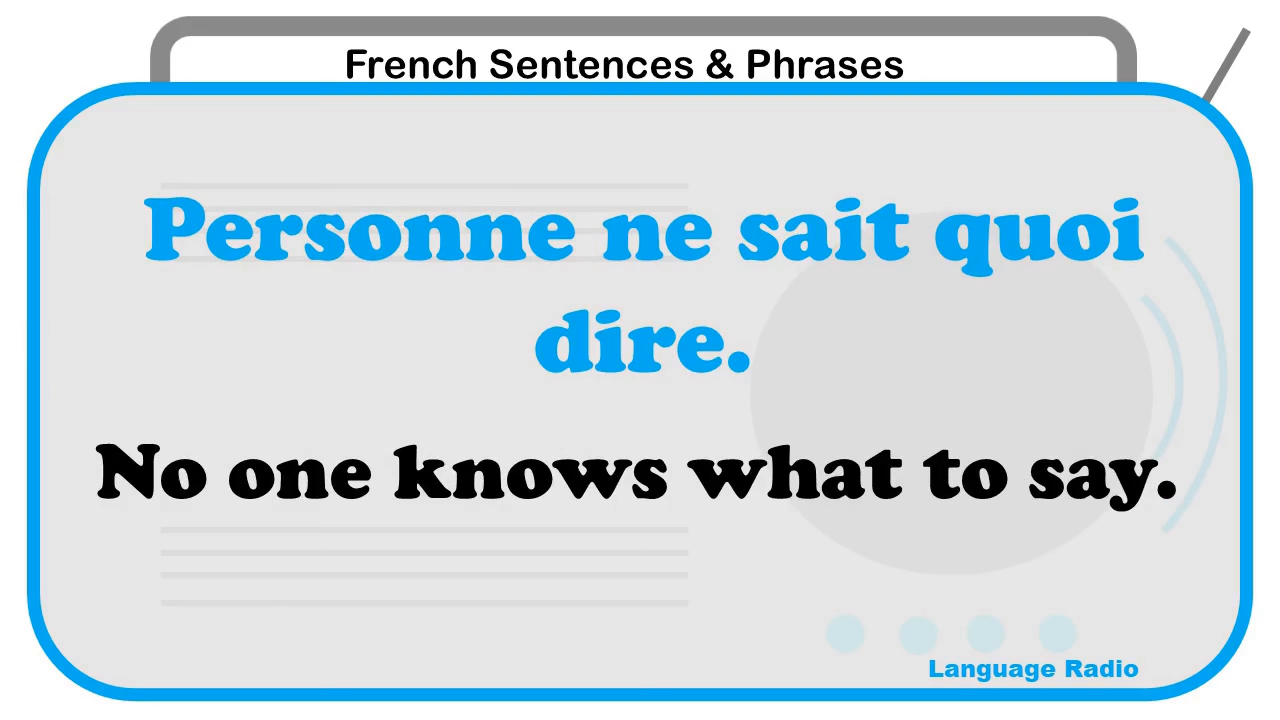 French Sentences & Phrases
Personne ne sait quoi
dire.
No one knows what to say.
Language Radio